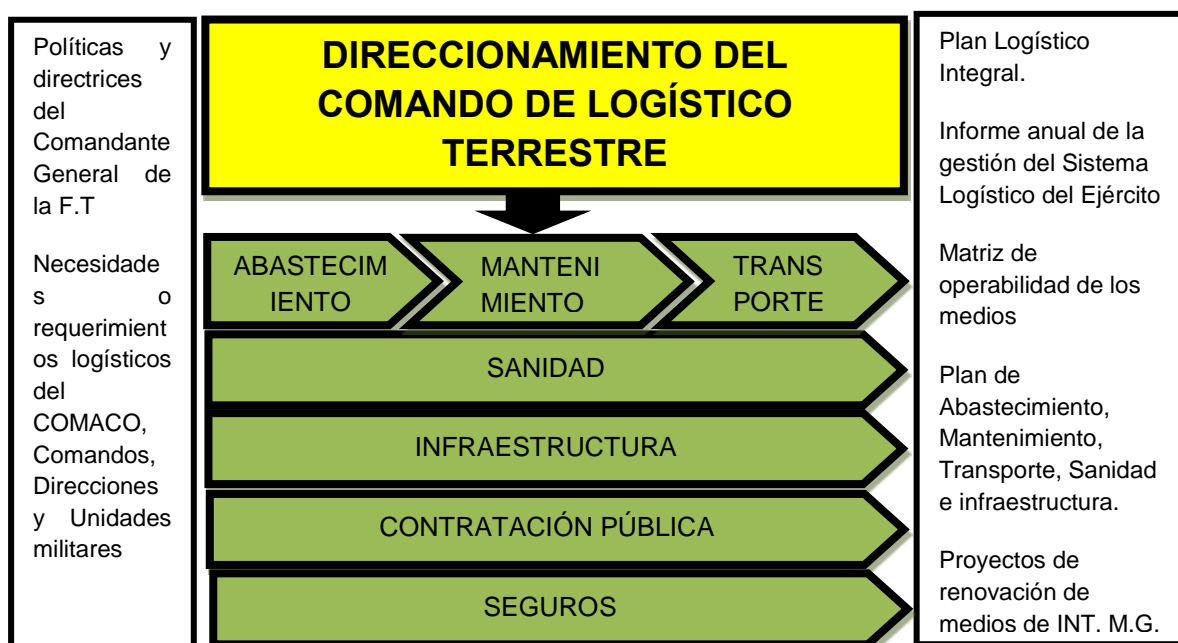 Políticas y
directrices
del
Comandante
General de
la F.T
Necesidade
s o
requerimient
os logísticos
del
COMACO,
Comandos,
Direcciones
y Unidades
militares
DIRECCIONAMIENTO DEL
COMANDO DE LOGÍSTICO
TERRESTRE
ABASTECIM
IENTO
MANTENI
MIENTO
TRANS
PORTE
SANIDAD
INFRAESTRUCTURA
CONTRATACIÓN PÚBLICA
SEGUROS
Plan Logístico
Integral.
Informe anual de la
gestión del Sistema
Logístico del Ejército
Matriz de
operabilidad de los
medios
Plan de
Abastecimiento,
Mantenimiento,
Transporte, Sanidad
e infraestructura.
Proyectos de
renovación de
medios de INT. M.G.